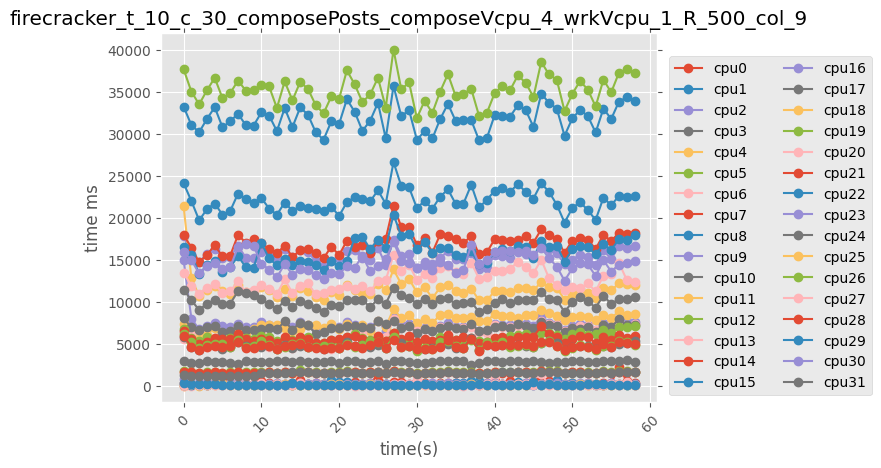 firecracker_t_10_c_30_composePosts_composeVcpu_4_wrkVcpu_1_R_500_col_9
time ms
40000
35000
30000
25000
20000
15000
10000
5000
0
0
10
20
30
40
50
60
time(s)
cpu0
cpu1
cpu2
cpu3
cpu4
cpu5
cpu6
cpu7
cpu8
cpu9
cpu10
cpu11
cpu12
cpu13
cpu14
cpu15
cpu16
cpu17
cpu18
cpu19
cpu20
cpu21
cpu22
cpu23
cpu24
cpu25
cpu26
cpu27
cpu28
cpu29
cpu30
cpu31